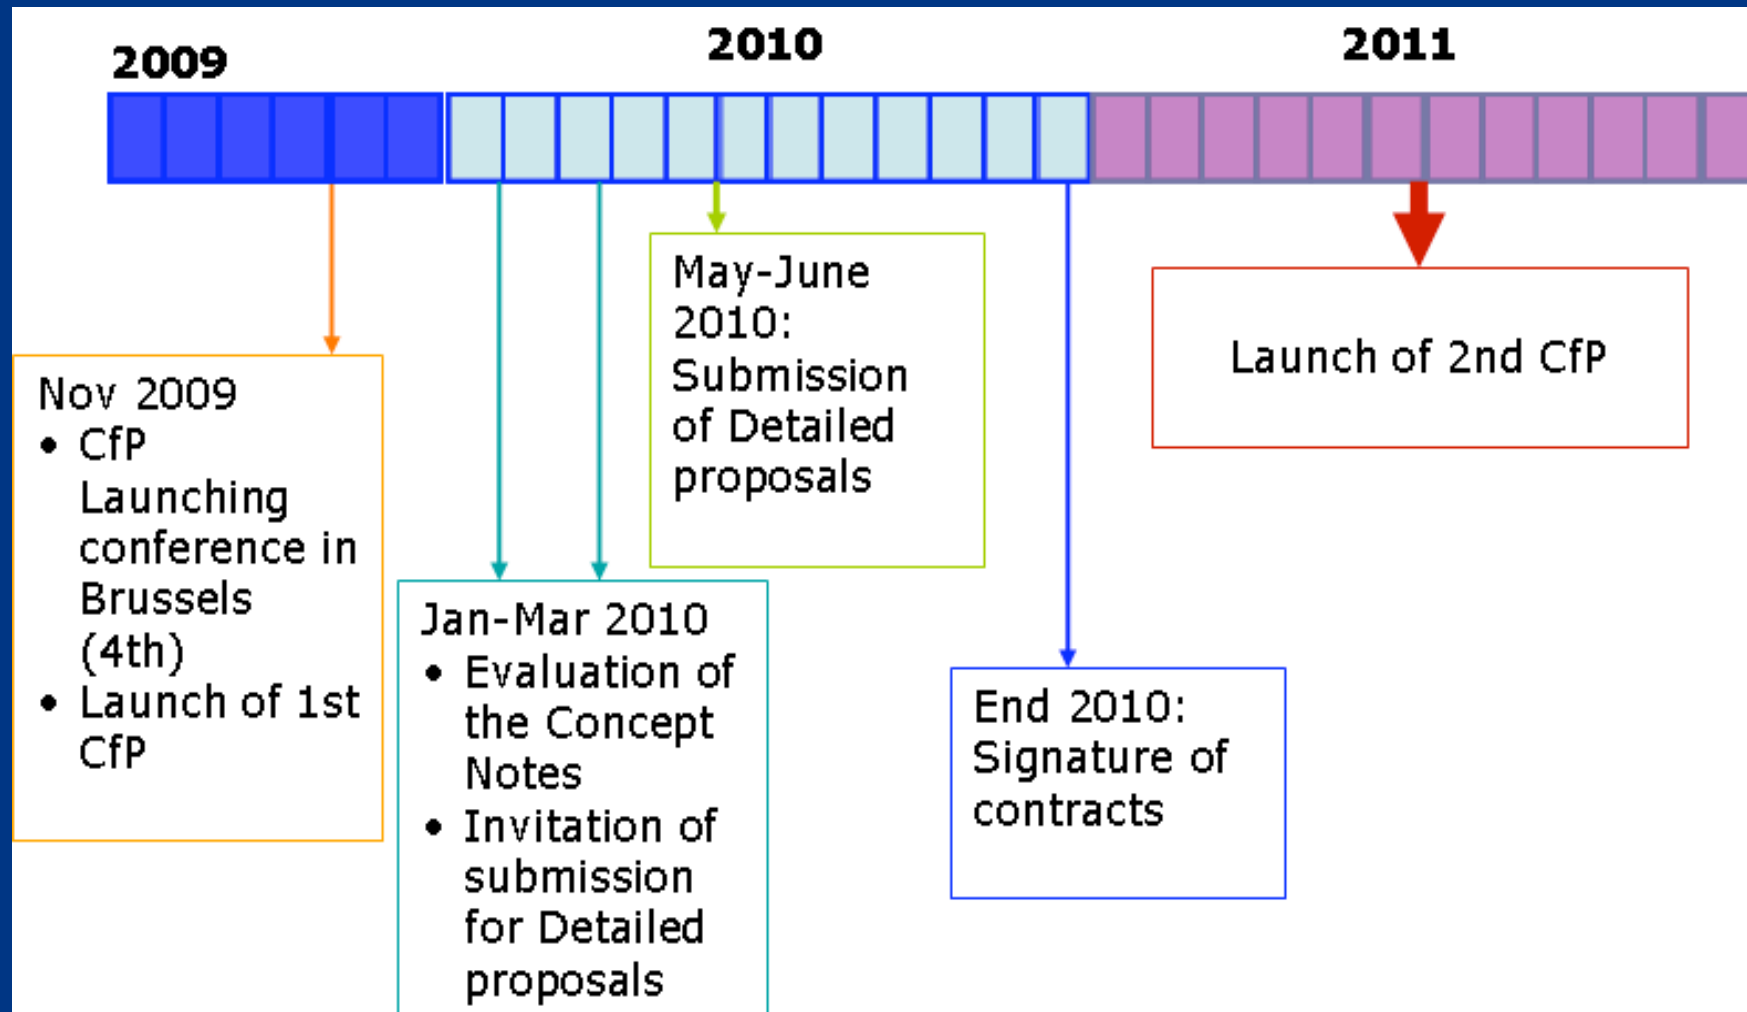 2009
2010
2011
Nov 2009
• CfP
Launching
conference in
Brussels
(4th)
• Launch of 1st
CfP
Jan-Mar 2010
• Evaluation of
the Concept
Notes
• Invitation of
submission
for Detailed
proposals
May-June
2010:
Submission
of Detailed
proposals
End 2010:
Signature of
contracts
Launch of 2nd CfP